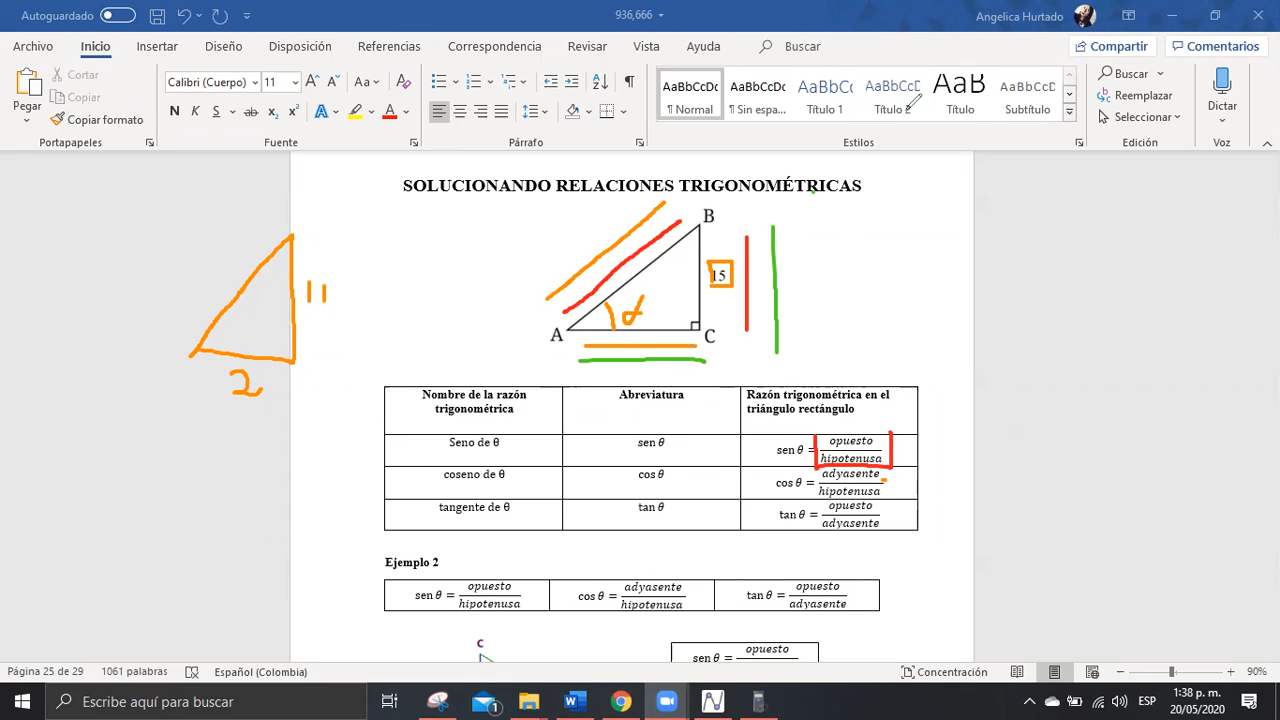 Autoguardado
936,666
Angelica Hurtado
Archivo Inicio Insertar Diseño Disposición Referencias Correspondencia Revisar Vista Ayuda Buscar Compartir Comentarios
Pegar
Cortar
Copiar
Copiar formato
Portapapeles
Calibri (Cuerpo) 11
Aa
N K S ab x₂ x² A A
Fuente
Párrafo
AaBbCcDc AaBbCcDc AaBbCc AaBbCcD AaB AaBbCcD
¶ Normal ¶ Sin espa... Título 1 Título 2 Título Subtítulo
Estilos
Buscar
Reemplazar
Seleccionar
Edición
Dictar
Voz
SOLUCIONANDO RELACIONES TRIGONOMÉTRICAS
B
15
α
A
C
11
2
Nombre de la razón trigonométrica Abreviatura Razón trigonométrica en el triángulo rectángulo
Seno de θ sen θ sen θ = opuesto / hipotenusa
coseno de θ cos θ cos θ = adyasente / hipotenusa
tangente de θ tan θ tan θ = opuesto / adyasente
Ejemplo 2
sen θ = opuesto / hipotenusa cos θ = adyasente / hipotenusa tan θ = opuesto / adyasente
C
sen θ = opuesto
Página 25 de 29 1061 palabras Español (Colombia) Concentración 90%
Escribe aquí para buscar
1
ESP
1:38 p. m.
20/05/2020